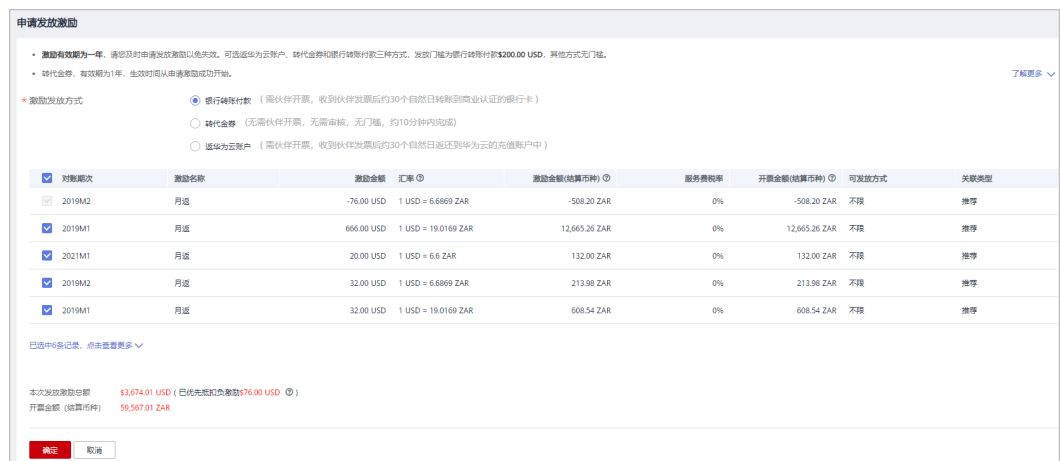 申请发放激励
• 激励有效期为一年，请您及时申请发放激励以免失效。可选返华为云账户、转代金券和银行转账付款三种方式，发放门槛为银行转账付款$200.00 USD，其他方式无门槛。
• 转代金券，有效期为1年，生效时间从申请激励成功开始。
了解更多
* 激励发放方式
银行转账付款 （需伙伴开票，收到伙伴发票后约30个自然日转账到商业认证的银行卡）
转代金券 （无需伙伴开票，无需审核，无门槛，约10分钟内完成）
返华为云账户 （需伙伴开票，收到伙伴发票后约30个自然日返还到华为云的充值账户中）
对账期次 激励名称 激励金额 汇率 激励金额(结算币种) 服务费税率 开票金额(结算币种) 可发放方式 关联类型
2019M2 月返 -76.00 USD 1 USD = 6.6869 ZAR -508.20 ZAR 0% -508.20 ZAR 不限 推荐
2019M1 月返 666.00 USD 1 USD = 19.0169 ZAR 12,665.26 ZAR 0% 12,665.26 ZAR 不限 推荐
2021M1 月返 20.00 USD 1 USD = 6.6 ZAR 132.00 ZAR 0% 132.00 ZAR 不限 推荐
2019M2 月返 32.00 USD 1 USD = 6.6869 ZAR 213.98 ZAR 0% 213.98 ZAR 不限 推荐
2019M1 月返 32.00 USD 1 USD = 19.0169 ZAR 608.54 ZAR 0% 608.54 ZAR 不限 推荐
已选中6条记录，点击查看更多
本次发放激励总额 $3,674.01 USD ( 已优先抵扣负激励$76.00 USD )
开票金额（结算币种） 59,567.01 ZAR
确定 取消